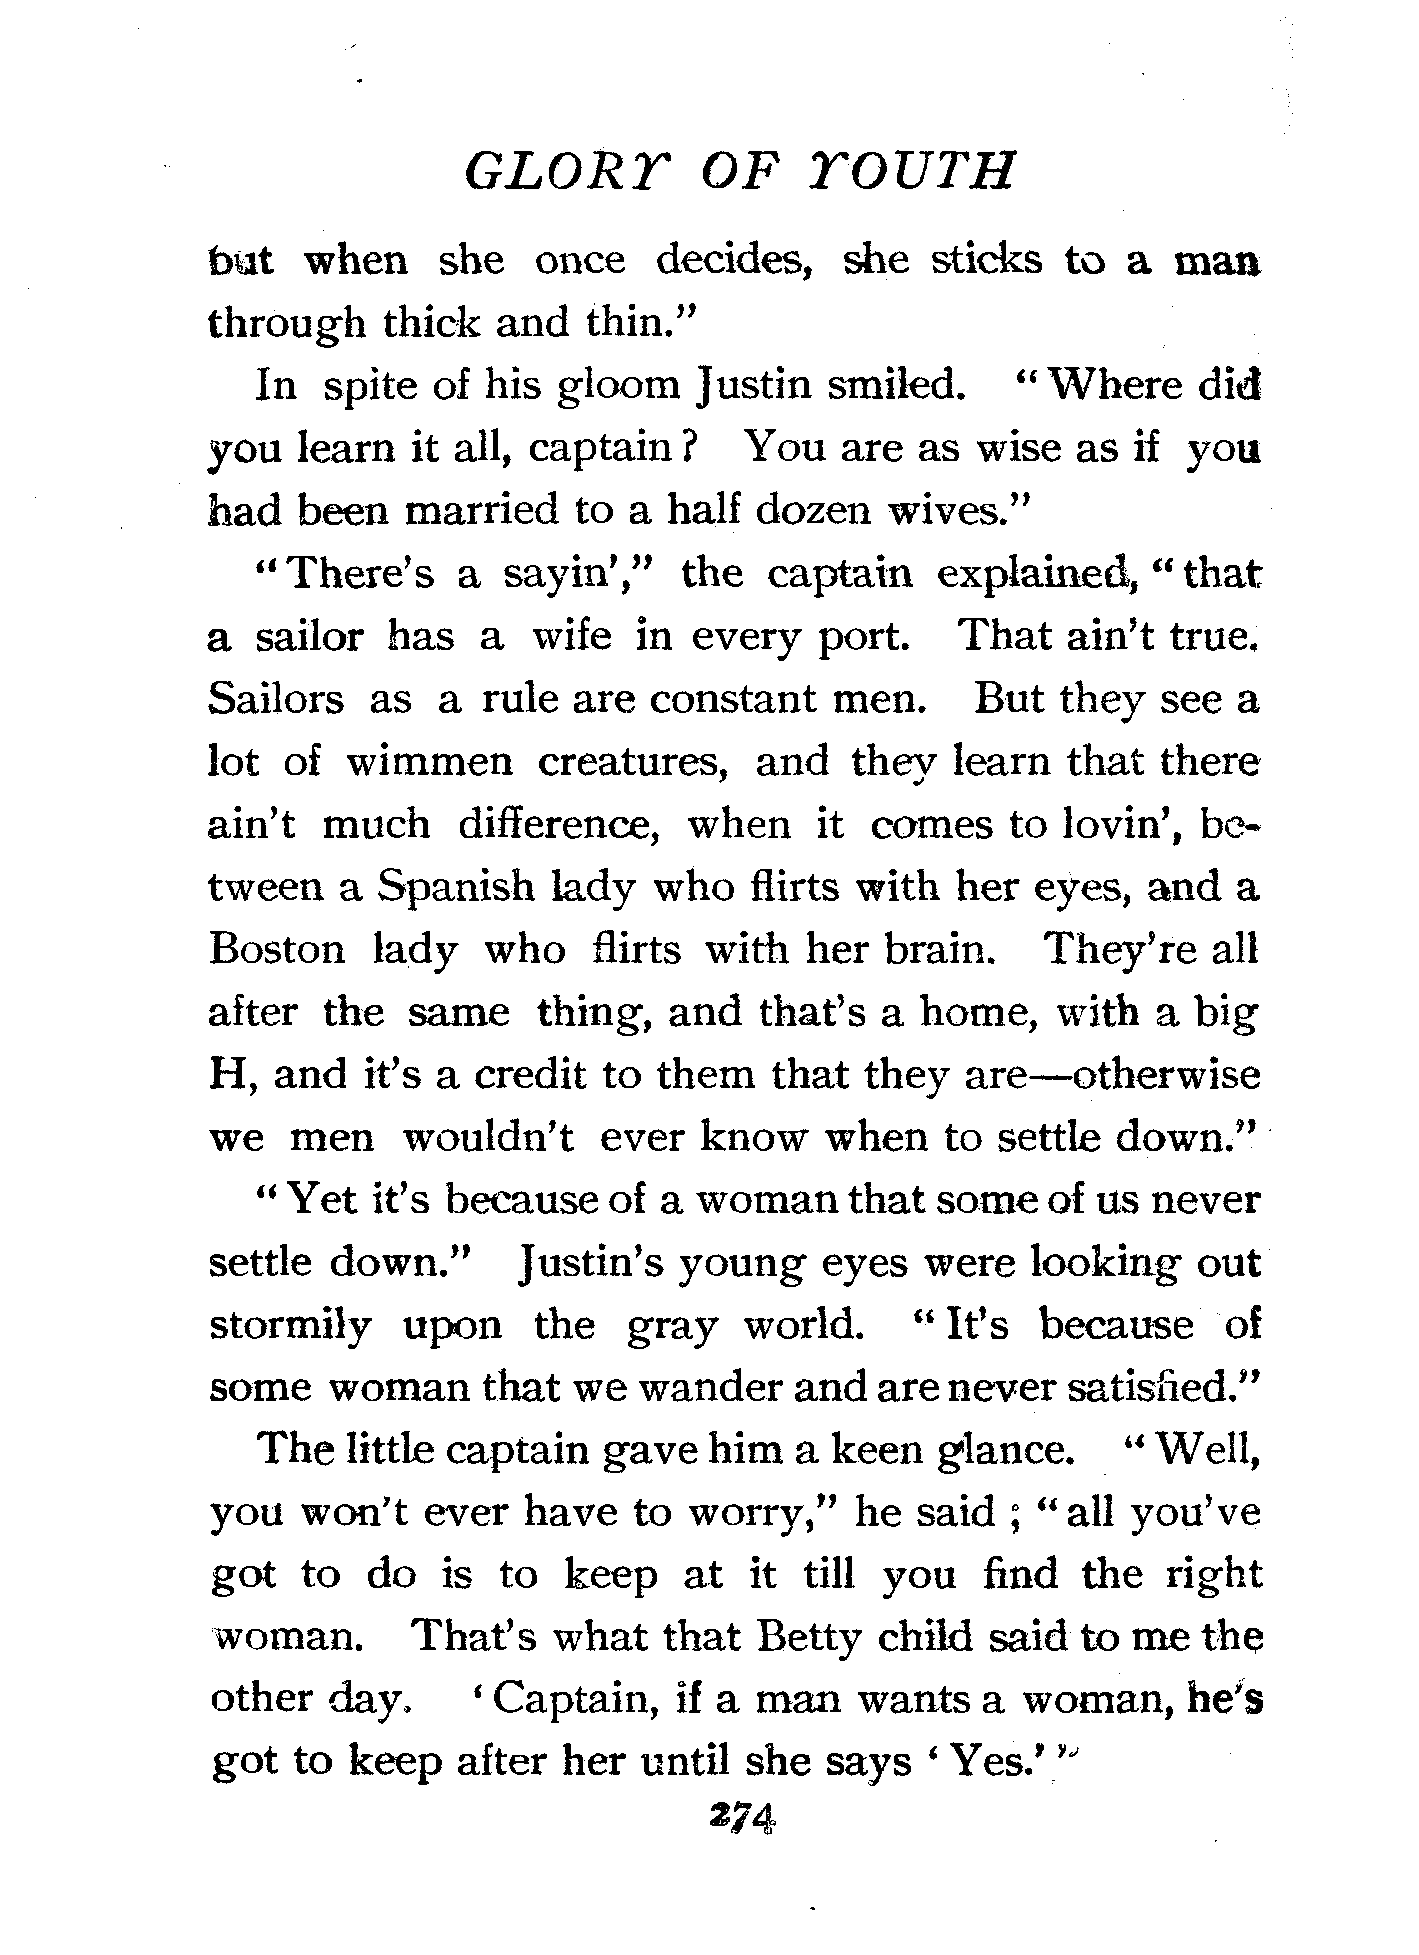 GLORY OF YOUTH
but when she once decides, she sticks to a man
through thick and thin."
In spite of his gloom Justin smiled. "Where did
you learn it all, captain? You are as wise as if you
had been married to a half dozen wives."
"There's a sayin'," the captain explained, "that
a sailor has a wife in every port. That ain't true.
Sailors as a rule are constant men. But they see a
lot of wimmen creatures, and they learn that there
ain't much difference, when it comes to lovin', be-
tween a Spanish lady who flirts with her eyes, and a
Boston lady who flirts with her brain. They're all
after the same thing, and that's a home, with a big
H, and it's a credit to them that they are—otherwise
we men wouldn't ever know when to settle down."
"Yet it's because of a woman that some of us never
settle down." Justin's young eyes were looking out
stormily upon the gray world. "It's because of
some woman that we wander and are never satisfied."
The little captain gave him a keen glance. "Well,
you won't ever have to worry," he said; "all you've
got to do is to keep at it till you find the right
woman. That's what that Betty child said to me the
other day. 'Captain, if a man wants a woman, he's
got to keep after her until she says 'Yes.'"
274